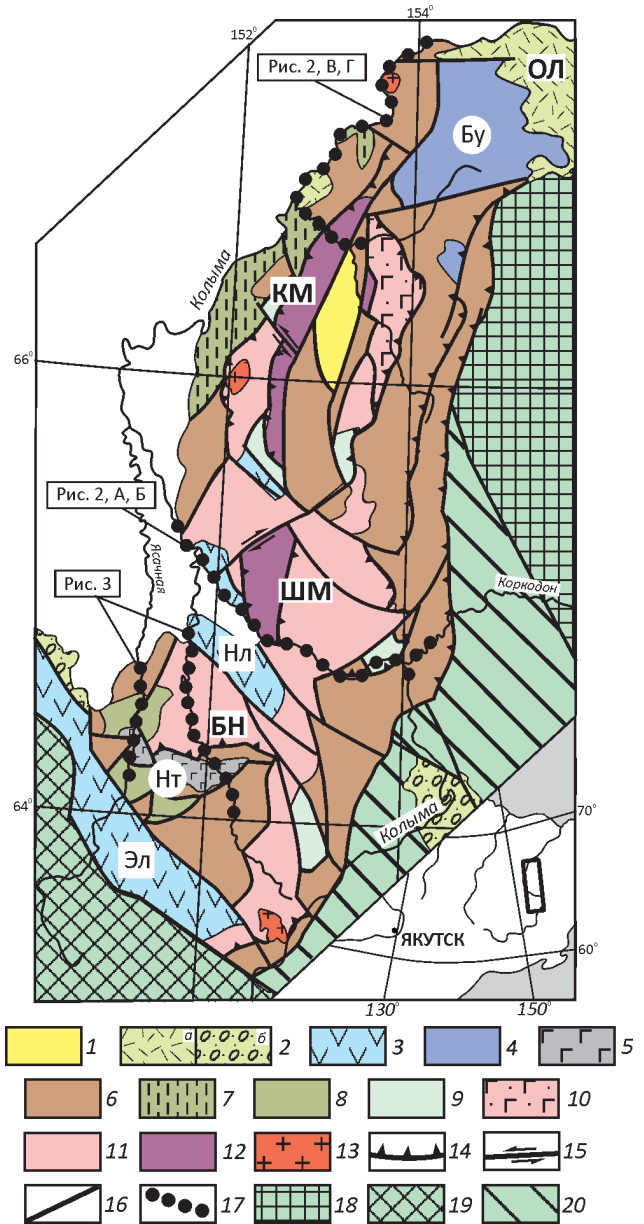 154°
152°
Рис. 2, В, Г
ОЛ
Бу
Колыма
КМ
66°
Рис. 2, А, Б
Ясачная
Рис. 3
ШМ
Коркодон
Нл
БН
Нт
64°
Колыма
70°
Эл
ЯКУТСК
60°
130°
150°
1
а
б
2
3
4
5
6
7
8
9
10
11
12
13
14
15
16
17
18
19
20